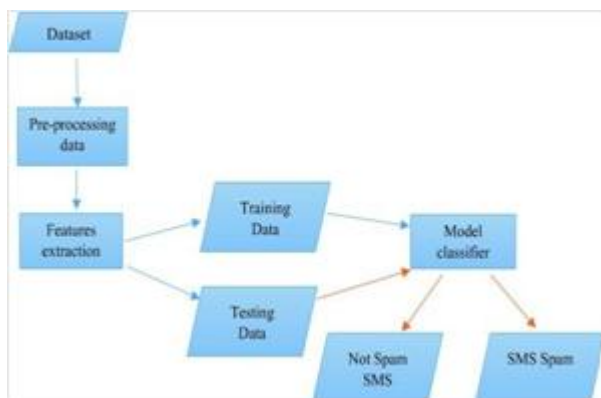 Dataset
Pre-processing
data
Features
extraction
Training
Data
Testing
Data
Model
classifier
Not Spam
SMS
SMS Spam